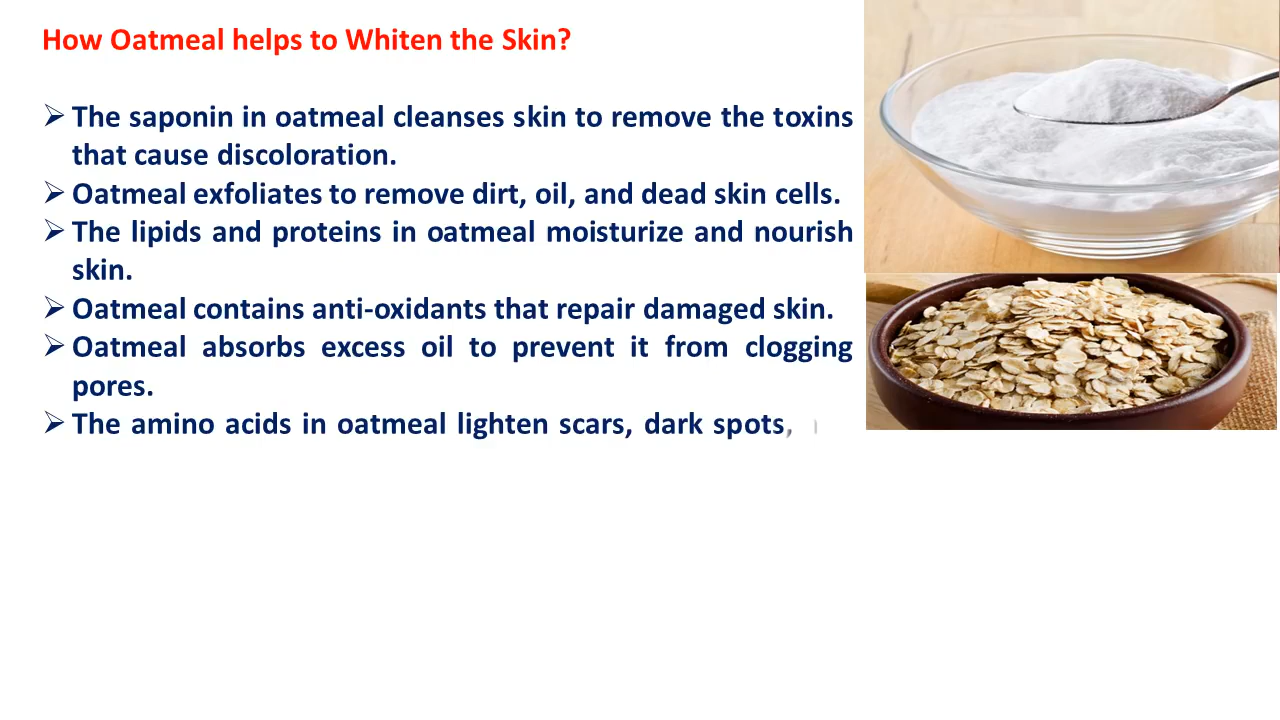 How Oatmeal helps to Whiten the Skin?
➢ The saponin in oatmeal cleanses skin to remove the toxins
that cause discoloration.
➢ Oatmeal exfoliates to remove dirt, oil, and dead skin cells.
➢ The lipids and proteins in oatmeal moisturize and nourish
skin.
➢ Oatmeal contains anti-oxidants that repair damaged skin.
➢ Oatmeal absorbs excess oil to prevent it from clogging
pores.
➢ The amino acids in oatmeal lighten scars, dark spots,